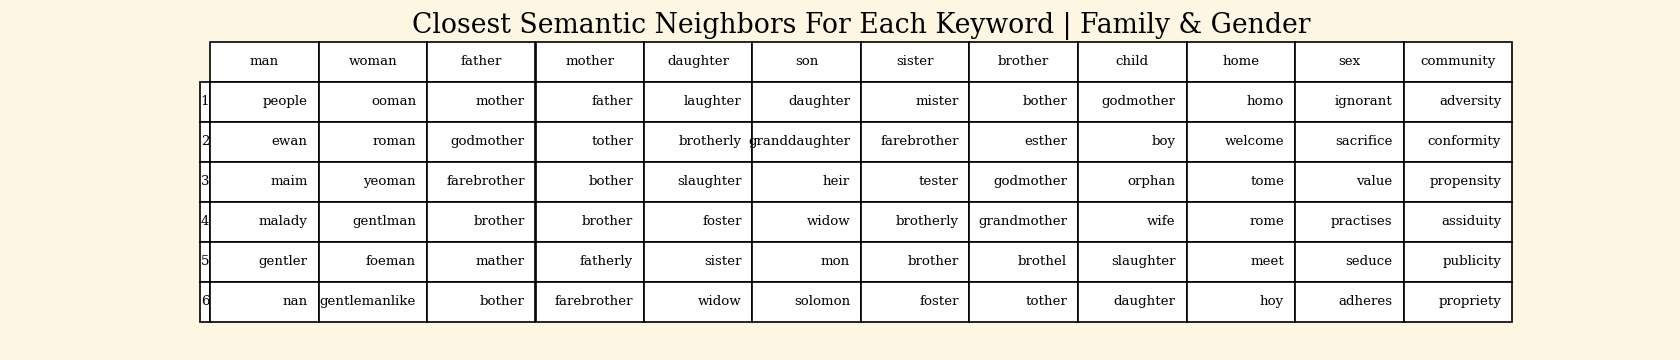 Closest Semantic Neighbors For Each Keyword | Family & Gender
man woman father mother daughter son sister brother child home sex community
1 people ooman mother father laughter daughter mister bother godmother homo ignorant adversity
2 ewan roman godmother tother brotherly granddaughter farebrother esther boy welcome sacrifice conformity
3 maim yeoman farebrother bother slaughter heir tester godmother orphan tome value propensity
4 malady gentlman brother brother foster widow brotherly grandmother wife rome practises assiduity
5 gentler foeman mather fatherly sister mon brother brothel slaughter meet seduce publicity
6 nan gentlemanlike bother farebrother widow solomon foster tother daughter hoy adheres propriety